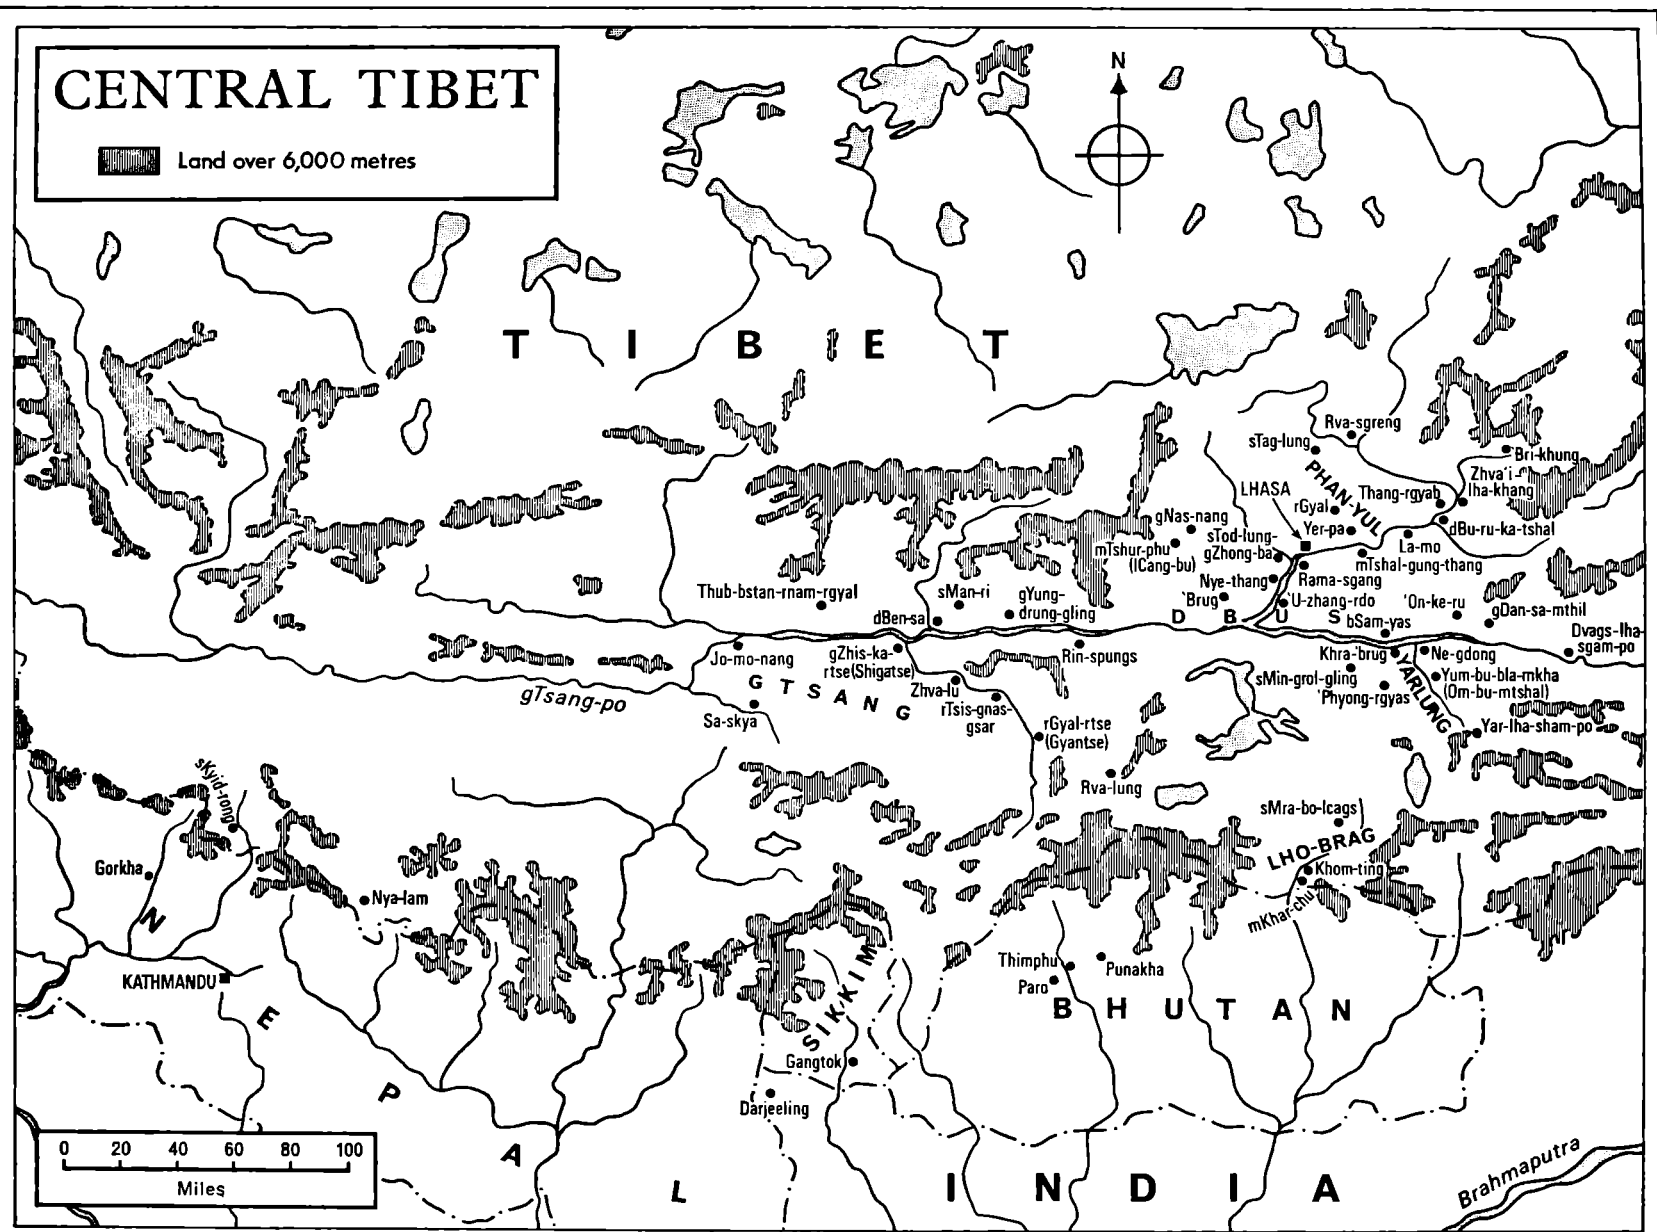 CENTRAL TIBET
Land over 6,000 metres
N
T I B E T
Rva-sgreng
sTag-lung
'Bri-khung
PHAN-YUL
Zhva'i-
lha-khang
LHASA
Thang-rgyab
rGyal
gNas-nang
Yer-pa
dBu-ru-ka-tshal
sTod-lung-
gZhong-ba
mTshur-phu
(lCang-bu)
La-mo
mTshal-gung-thang
Nye-thang
Rama-sgang
Thub-bstan-rnam-rgyal
sMan-ri
gYung-
drung-gling
'Brug
'U-zhang-rdo
'On-ke-ru
gDan-sa-mthil
dBen-sa
D B U S
bSam-yas
Dvags-lha-
sgam-po
Jo-mo-nang
gZhis-ka-
rtse (Shigatse)
Rin-spungs
Khra-'brug
Ne-gdong
GTSANG
Zhva-lu
sMin-grol-gling
YARLUNG
Yum-bu-bla-mkha
(Om-bu-mtshal)
gTsang-po
'Phyong-rgyas
rTsis-gnas-
gsar
Sa-skya
rGyal-rtse
(Gyantse)
Yar-lha-sham-po
sKyid-rong
Rva-lung
sMra-bo-lcags
LHO-BRAG
Gorkha
Khom-ting
Nya-lam
mKhar-chu
Thimphu
Punakha
Paro
KATHMANDU
SIKKIM
B H U T A N
Gangtok
Darjeeling
N E P A L
I N D I A
Brahmaputra
0 20 40 60 80 100
Miles